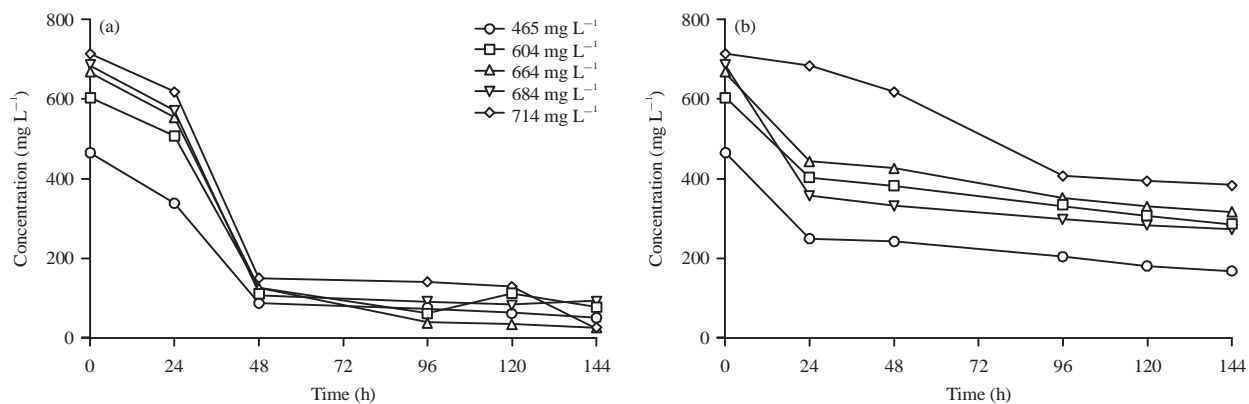 (a)
800
600
400
200
0
Concentration (mg L⁻¹)
465 mg L⁻¹
604 mg L⁻¹
664 mg L⁻¹
684 mg L⁻¹
714 mg L⁻¹
0 24 48 72 96 120 144
Time (h)
(b)
800
600
400
200
0
Concentration (mg L⁻¹)
0 24 48 72 96 120 144
Time (h)